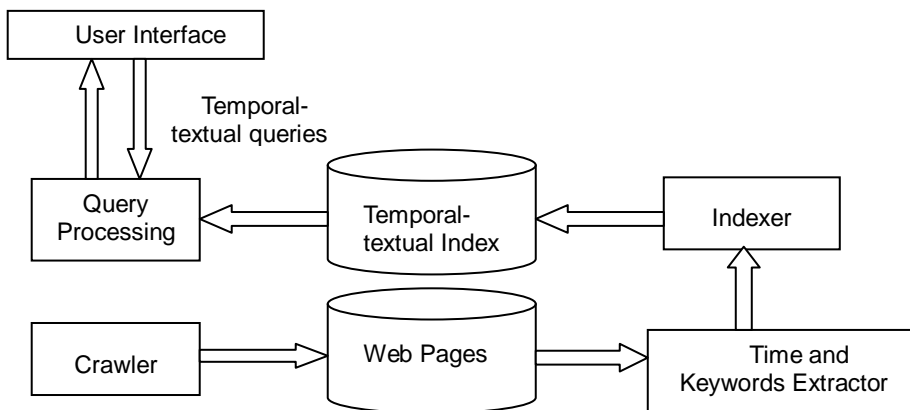 User Interface
Temporal-
textual queries
Query
Processing
Temporal-
textual Index
Indexer
Crawler
Web Pages
Time and
Keywords Extractor